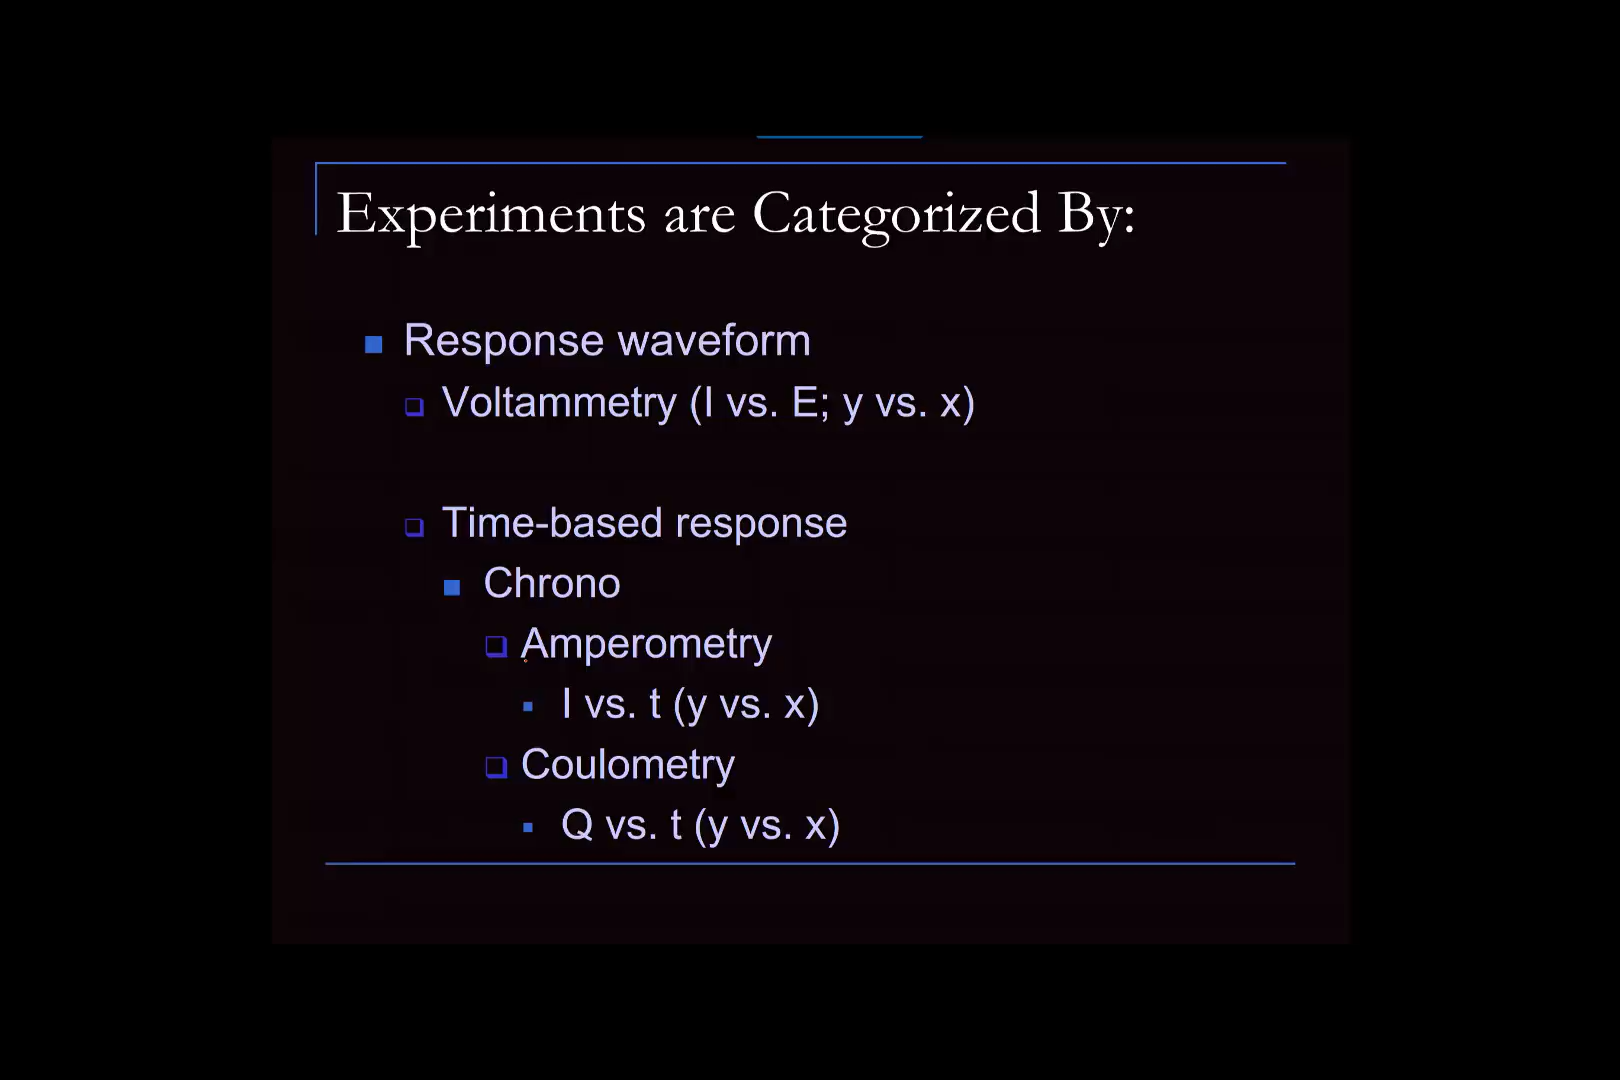 Experiments are Categorized By:
Response waveform
Voltammetry (I vs. E; y vs. x)
Time-based response
Chrono
Amperometry
I vs. t (y vs. x)
Coulometry
Q vs. t (y vs. x)